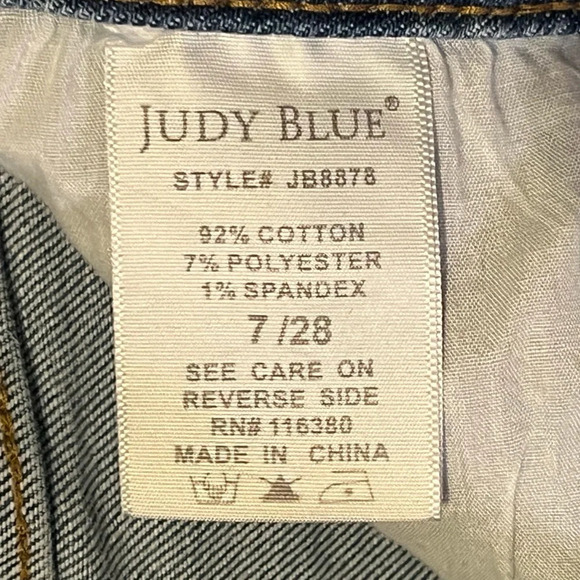 JUDY BLUE®
STYLE# JB8878
92% COTTON
7% POLYESTER
1% SPANDEX
7 /28
SEE CARE ON
REVERSE SIDE
RN# 116380
MADE IN CHINA